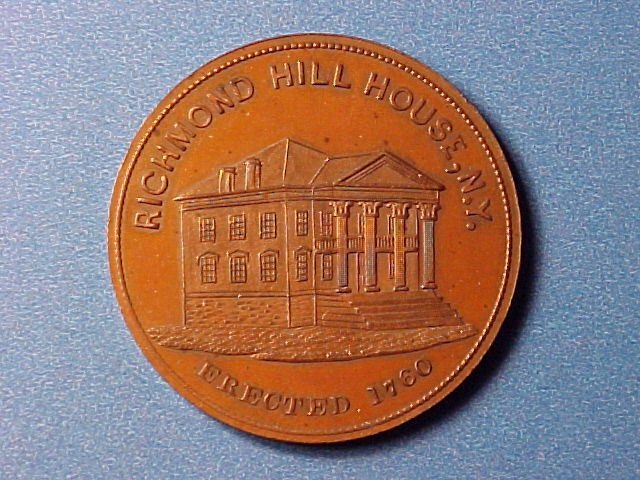 RICHMOND HILL HOUSE, N.Y.
ERECTED 1760